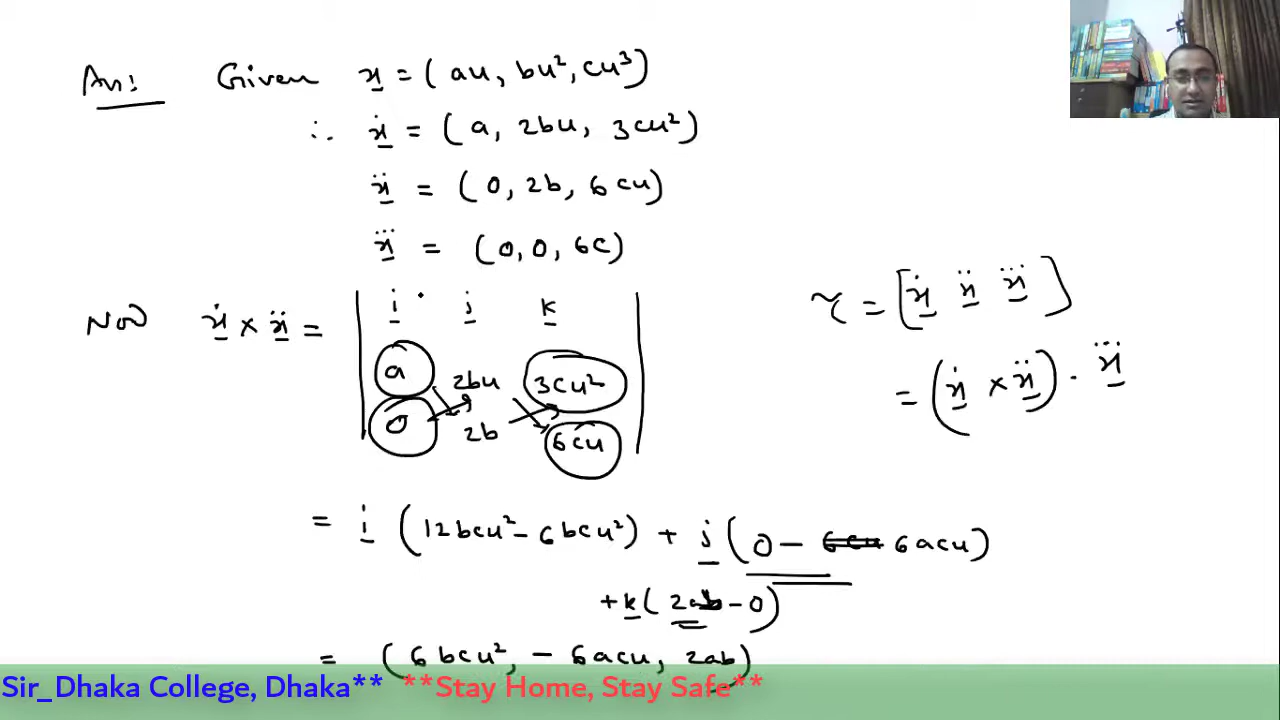 Ans: Given x = (au, bu², cu³)
∴ ẋ = (a, 2bu, 3cu²)
ẍ = (0, 2b, 6cu)
x⃛ = (0, 0, 6c)
τ = [ẋ ẍ x⃛]
= (ẋ × ẍ) · x⃛
Now ẋ × ẍ = | i j k
a 2bu 3cu²
0 2b 6cu |
= i (12bcu² - 6bcu²) + j (0 - 6cu 6acu)
+ k (2ab - 0)
= (6bcu², - 6acu, 2ab)
Sir_Dhaka College, Dhaka** **Stay Home, Stay Safe**